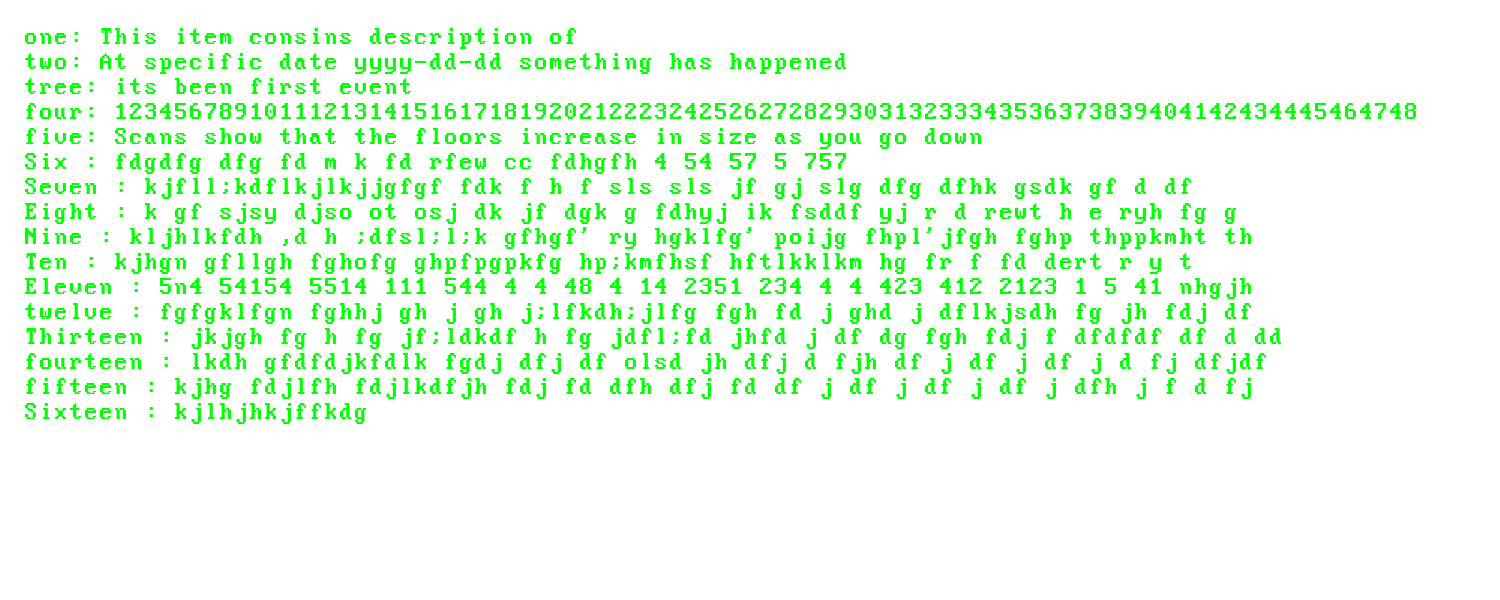 one: This item consins description of
two: At specific date yyyy-dd-dd something has happened
tree: its been first event
four: 123456789101112131415161718192021222324252627282930313233343536373839404142434445464748
five: Scans show that the floors increase in size as you go down
Six : fdgdfg dfg fd m k fd rfew cc fdhgfh 4 54 57 5 757
Seven : kjfll;kdflkjlkjjgfgf fdk f h f sls sls jf gj slg dfg dfhk gsdk gf d df
Eight : k gf sjsy djso ot osj dk jf dgk g fdhyj ik fsddf yj r d rewt h e ryh fg g
Nine : kljhlkfdh ,d h ;dfsl;l;k gfhgf' ry hgklfg' poijg fhpl'jfgh fghp thppkmht th
Ten : kjhgn gfllgh fghofg ghpfpgpkfg hp;kmfhsf hftlkklkm hg fr f fd dert r y t
Eleven : 5n4 54154 5514 111 544 4 4 48 4 14 2351 234 4 4 423 412 2123 1 5 41 nhgjh
twelve : fgfgklfgn fghhj gh j gh j;lfkdh;jlfg fgh fd j ghd j dflkjsdh fg jh fdj df
Thirteen : jkjgh fg h fg jf;ldkdf h fg jdfl;fd jhfd j df dg fgh fdj f dfdfdf df d dd
fourteen : lkdh gfdfdjkfdlk fgdj dfj df olsd jh dfj d fjh df j df j df j d fj dfjdf
fifteen : kjhg fdjlfh fdjlkdfjh fdj fd dfh dfj fd df j df j df j df j dfh j f d fj
Sixteen : kjlhjhkjffkdg